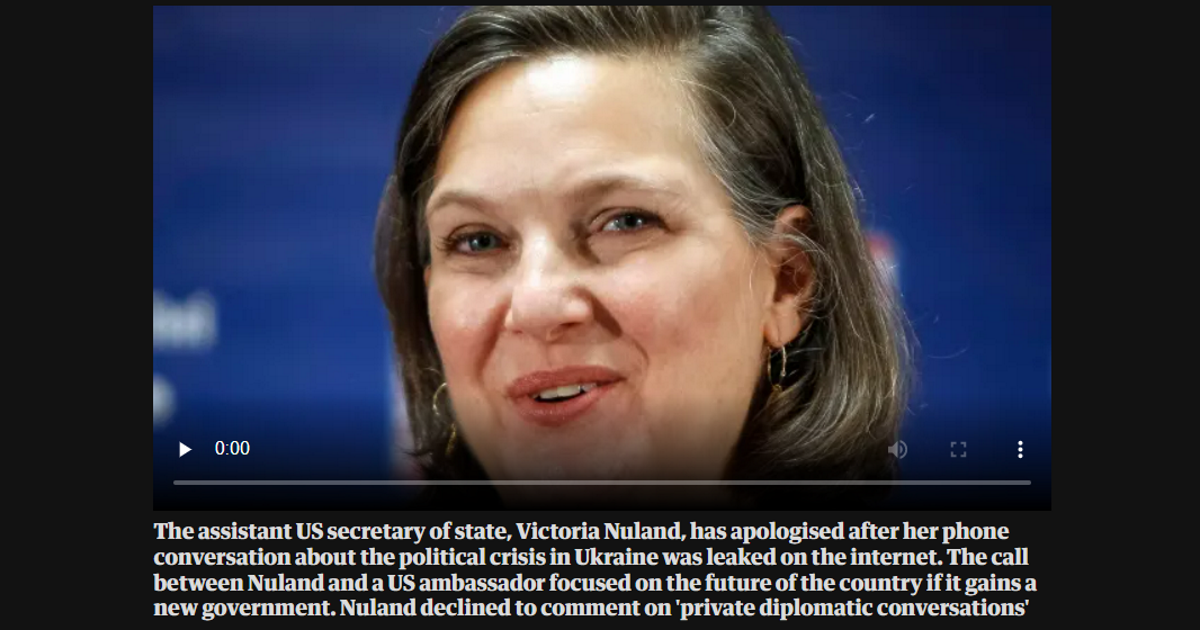 0:00
The assistant US secretary of state, Victoria Nuland, has apologised after her phone
conversation about the political crisis in Ukraine was leaked on the internet. The call
between Nuland and a US ambassador focused on the future of the country if it gains a
new government. Nuland declined to comment on 'private diplomatic conversations'